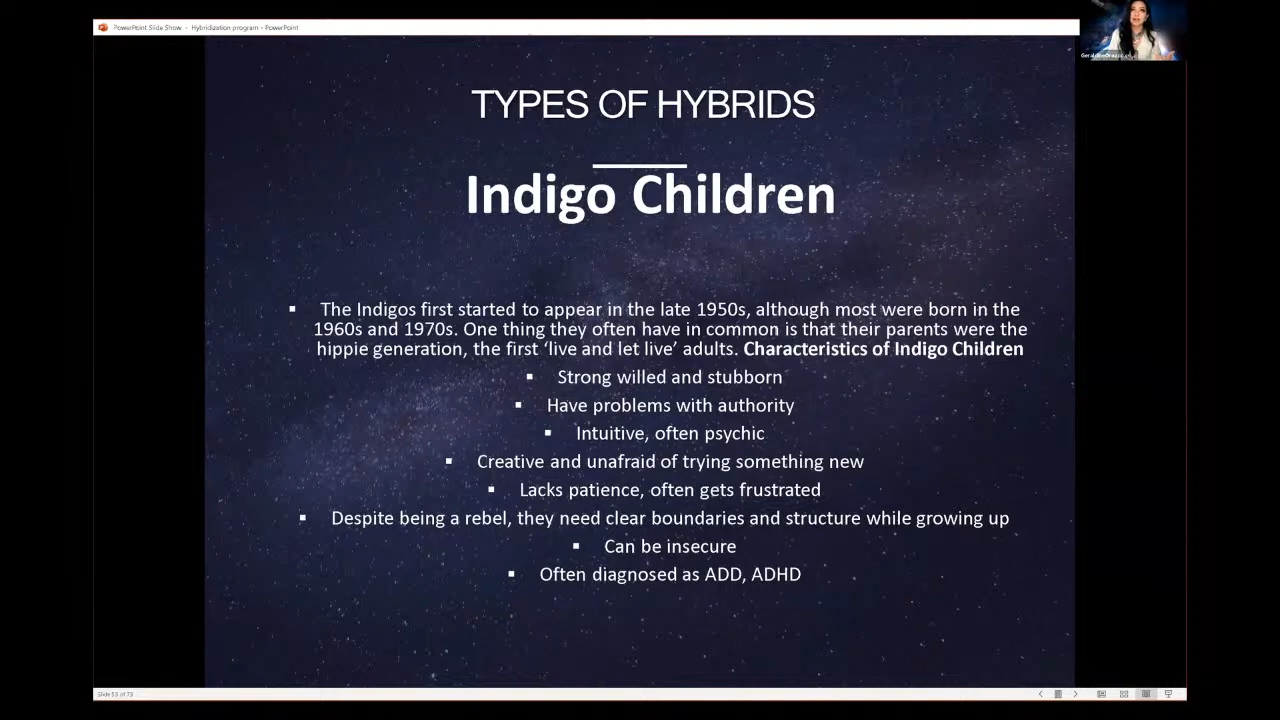 PowerPoint Slide Show - Hybridization program - PowerPoint
TYPES OF HYBRIDS
Indigo Children
▪ The Indigos first started to appear in the late 1950s, although most were born in the
1960s and 1970s. One thing they often have in common is that their parents were the
hippie generation, the first ‘live and let live’ adults. Characteristics of Indigo Children
▪ Strong willed and stubborn
▪ Have problems with authority
▪ Intuitive, often psychic
▪ Creative and unafraid of trying something new
▪ Lacks patience, often gets frustrated
▪ Despite being a rebel, they need clear boundaries and structure while growing up
▪ Can be insecure
▪ Often diagnosed as ADD, ADHD
Slide 53 of 73